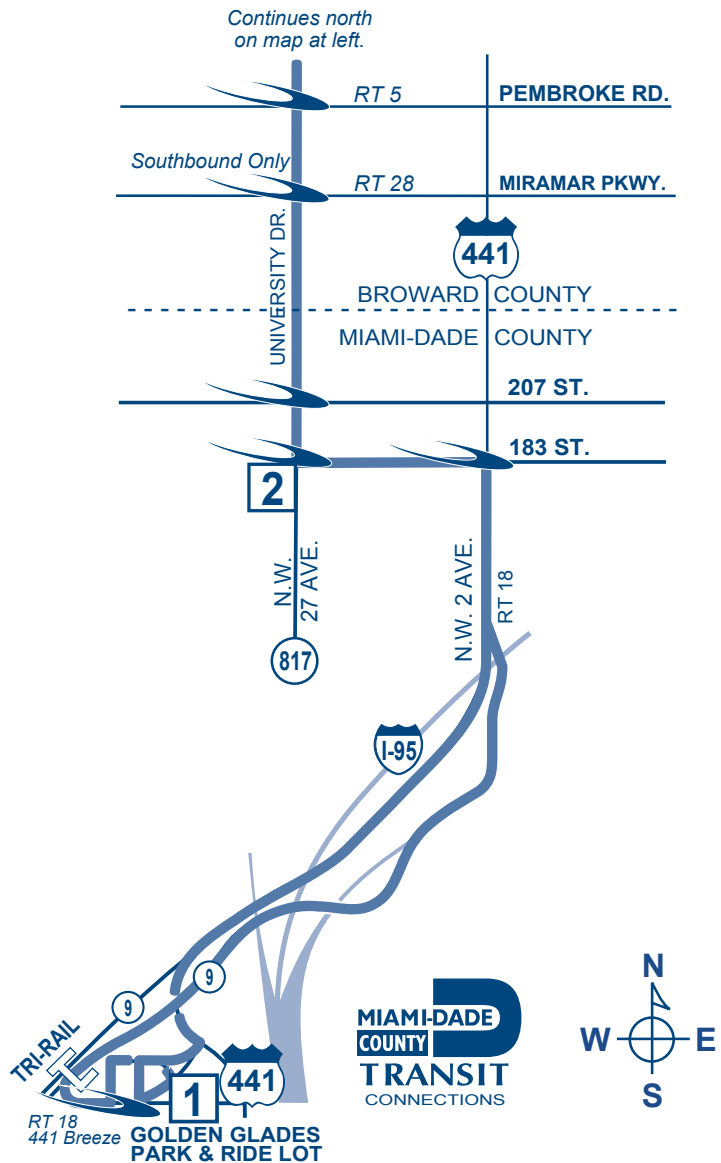 Continues north
on map at left.
RT 5
PEMBROKE RD.
Southbound Only
RT 28
MIRAMAR PKWY.
UNIVERSITY DR.
441
BROWARD COUNTY
MIAMI-DADE COUNTY
207 ST.
183 ST.
2
N.W.
27 AVE.
N.W. 2 AVE.
RT 18
817
I-95
9
9
TRI-RAIL
441
1
RT 18
441 Breeze
GOLDEN GLADES
PARK & RIDE LOT
MIAMI-DADE
COUNTY
TRANSIT
CONNECTIONS
N
W E
S